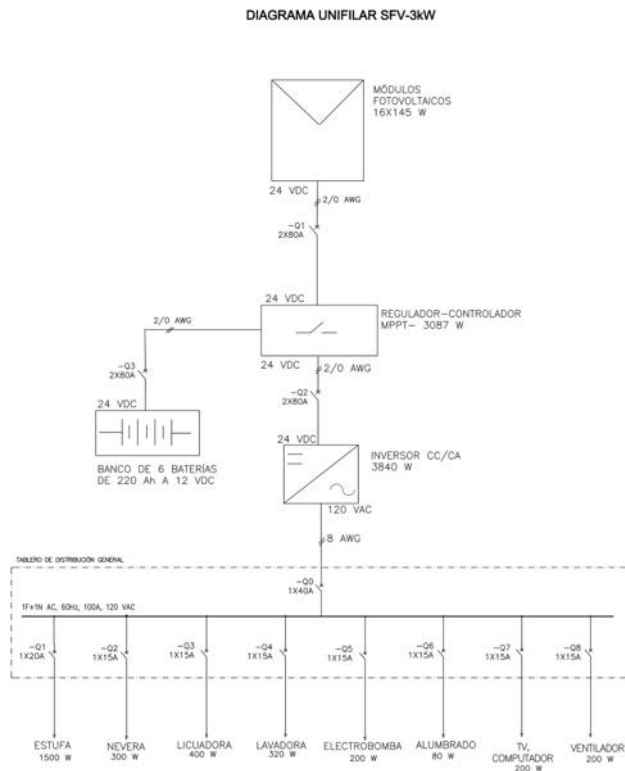 DIAGRAMA UNIFILAR SFV-3kW
MÓDULOS
FOTOVOLTAICOS
16X145 W
24 VDC
2/0 AWG
-Q1
2X80A
24 VDC
REGULADOR-CONTROLADOR
MPPT- 3087 W
2/0 AWG
24 VDC
2/0 AWG
-Q3
2X80A
-Q2
2X80A
24 VDC
BANCO DE 6 BATERÍAS
DE 220 Ah A 12 VDC
24 VDC
INVERSOR CC/CA
3840 W
120 VAC
8 AWG
TABLERO DE DISTRIBUCIÓN GENERAL
-Q0
1X40A
1F+1N AC, 60Hz, 100A, 120 VAC
-Q1
1X20A
-Q2
1X15A
-Q3
1X15A
-Q4
1X15A
-Q5
1X15A
-Q6
1X15A
-Q7
1X15A
-Q8
1X15A
ESTUFA
1500 W
NEVERA
300 W
LICUADORA
400 W
LAVADORA
320 W
ELECTROBOMBA
200 W
ALUMBRADO
80 W
TV,
COMPUTADOR
200 W
VENTILADOR
200 W